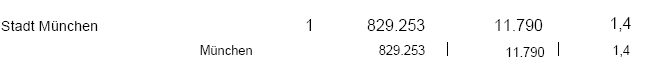 Stadt München 1 829.253 11.790 1,4
München 829.253 | 11.790 | 1,4